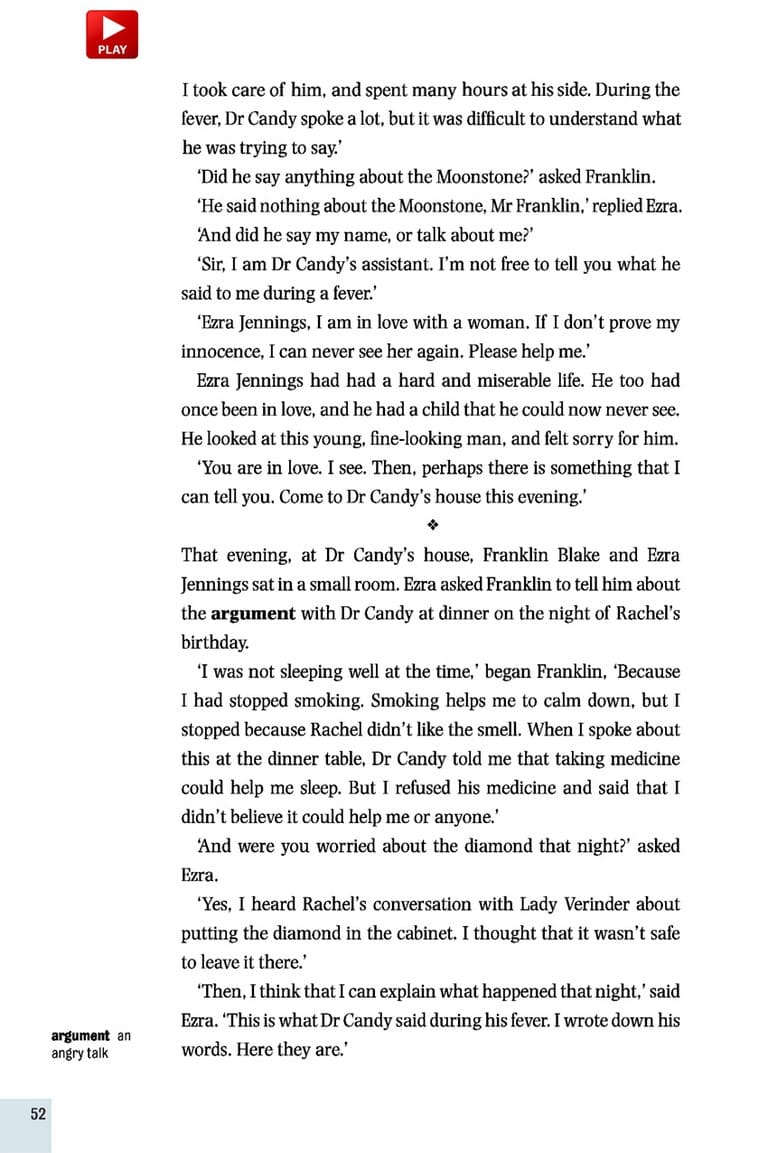 PLAY
I took care of him, and spent many hours at his side. During the
fever, Dr Candy spoke a lot, but it was difficult to understand what
he was trying to say.’
‘Did he say anything about the Moonstone?’ asked Franklin.
‘He said nothing about the Moonstone, Mr Franklin,’ replied Ezra.
‘And did he say my name, or talk about me?’
‘Sir, I am Dr Candy’s assistant. I’m not free to tell you what he
said to me during a fever.’
‘Ezra Jennings, I am in love with a woman. If I don’t prove my
innocence, I can never see her again. Please help me.’
Ezra Jennings had had a hard and miserable life. He too had
once been in love, and he had a child that he could now never see.
He looked at this young, fine-looking man, and felt sorry for him.
‘You are in love. I see. Then, perhaps there is something that I
can tell you. Come to Dr Candy’s house this evening.’
❖
That evening, at Dr Candy’s house, Franklin Blake and Ezra
Jennings sat in a small room. Ezra asked Franklin to tell him about
the argument with Dr Candy at dinner on the night of Rachel’s
birthday.
‘I was not sleeping well at the time,’ began Franklin, ‘Because
I had stopped smoking. Smoking helps me to calm down, but I
stopped because Rachel didn’t like the smell. When I spoke about
this at the dinner table, Dr Candy told me that taking medicine
could help me sleep. But I refused his medicine and said that I
didn’t believe it could help me or anyone.’
‘And were you worried about the diamond that night?’ asked
Ezra.
‘Yes, I heard Rachel’s conversation with Lady Verinder about
putting the diamond in the cabinet. I thought that it wasn’t safe
to leave it there.’
‘Then, I think that I can explain what happened that night,’ said
Ezra. ‘This is what Dr Candy said during his fever. I wrote down his
words. Here they are.’
argument an
angry talk
52